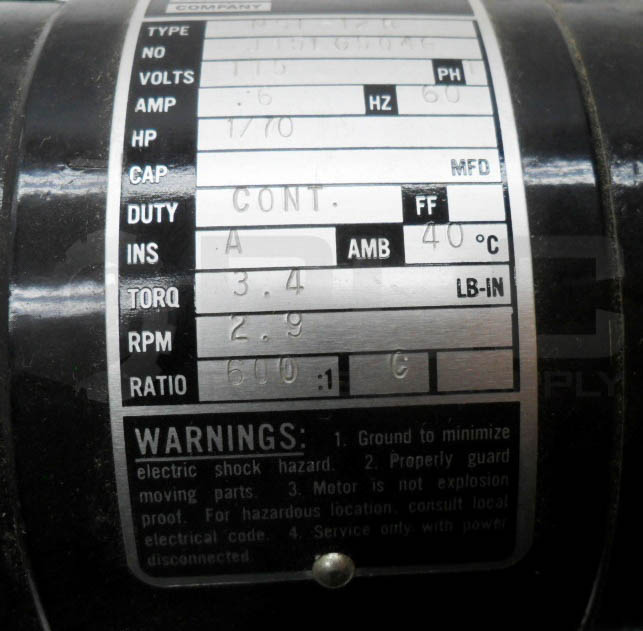 COMPANY
TYPE
NO
VOLTS 115 PH 1
AMP .6 HZ 60
HP 1/70
CAP MFD
DUTY CONT. FF
INS A AMB 40 °C
TORQ 3.4 LB-IN
RPM 2.9
RATIO 600 :1 C
WARNINGS: 1. Ground to minimize
electric shock hazard. 2. Properly guard
moving parts. 3. Motor is not explosion
proof. For hazardous location, consult local
electrical code. 4. Service only with power
disconnected.